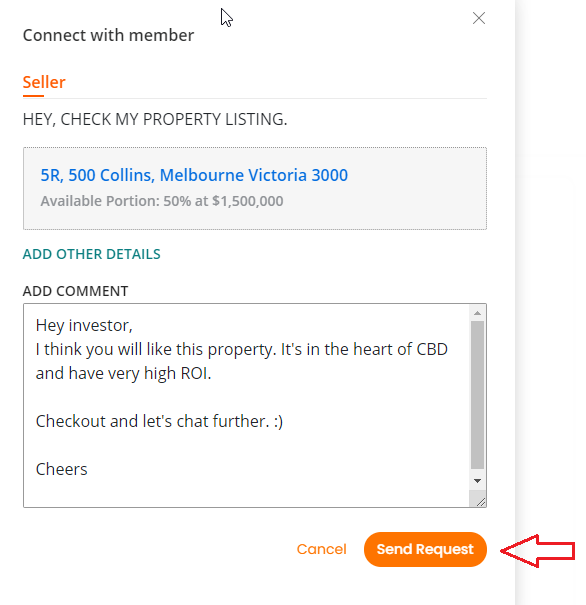 Connect with member
Seller
HEY, CHECK MY PROPERTY LISTING.
5R, 500 Collins, Melbourne Victoria 3000
Available Portion: 50% at $1,500,000
ADD OTHER DETAILS
ADD COMMENT
Hey investor,
I think you will like this property. It's in the heart of CBD
and have very high ROI.
Checkout and let's chat further. :)
Cheers
Cancel
Send Request